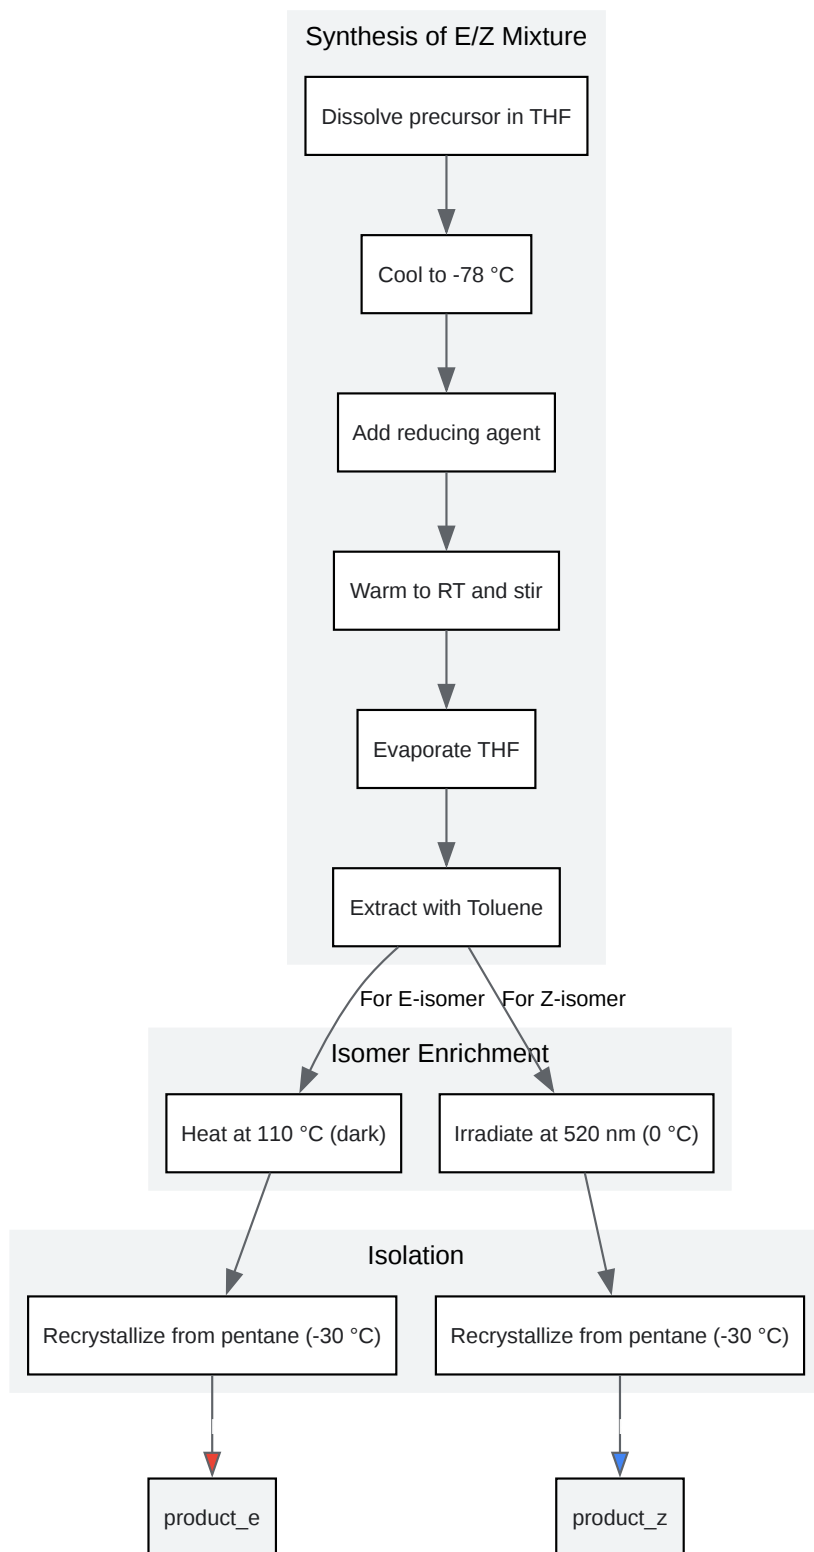 Synthesis of E/Z Mixture
Dissolve precursor in THF
Cool to -78 °C
Add reducing agent
Warm to RT and stir
Evaporate THF
Extract with Toluene
For E-isomer
For Z-isomer
Isomer Enrichment
Heat at 110 °C (dark)
Irradiate at 520 nm (0 °C)
Isolation
Recrystallize from pentane (-30 °C)
Recrystallize from pentane (-30 °C)
product_e
product_z